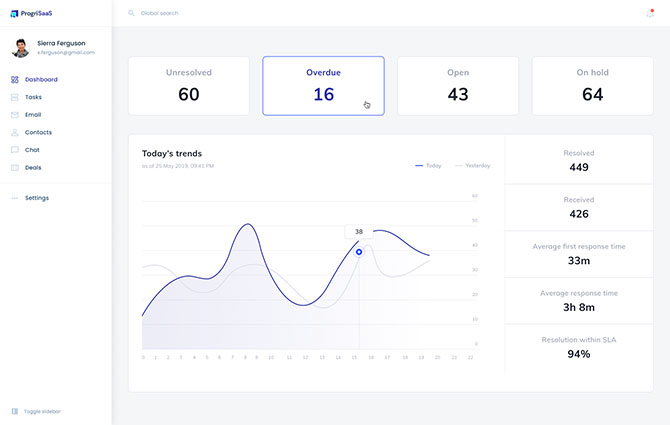 ProgriSaaS
Global search
Sierra Ferguson
s.ferguson@gmail.com
Dashboard
Tasks
Email
Contacts
Chat
Deals
Settings
Toggle sidebar
Unresolved
60
Overdue
16
Open
43
On hold
64
Today's trends
as of 25 May 2019, 09:41 PM
Today
Yesterday
60
50
40
30
20
10
38
0 1 2 3 4 5 6 7 8 9 10 11 12 13 14 15 16 17 18 19 20 21 22
Resolved
449
Received
426
Average first response time
33m
Average response time
3h 8m
Resolution within SLA
94%